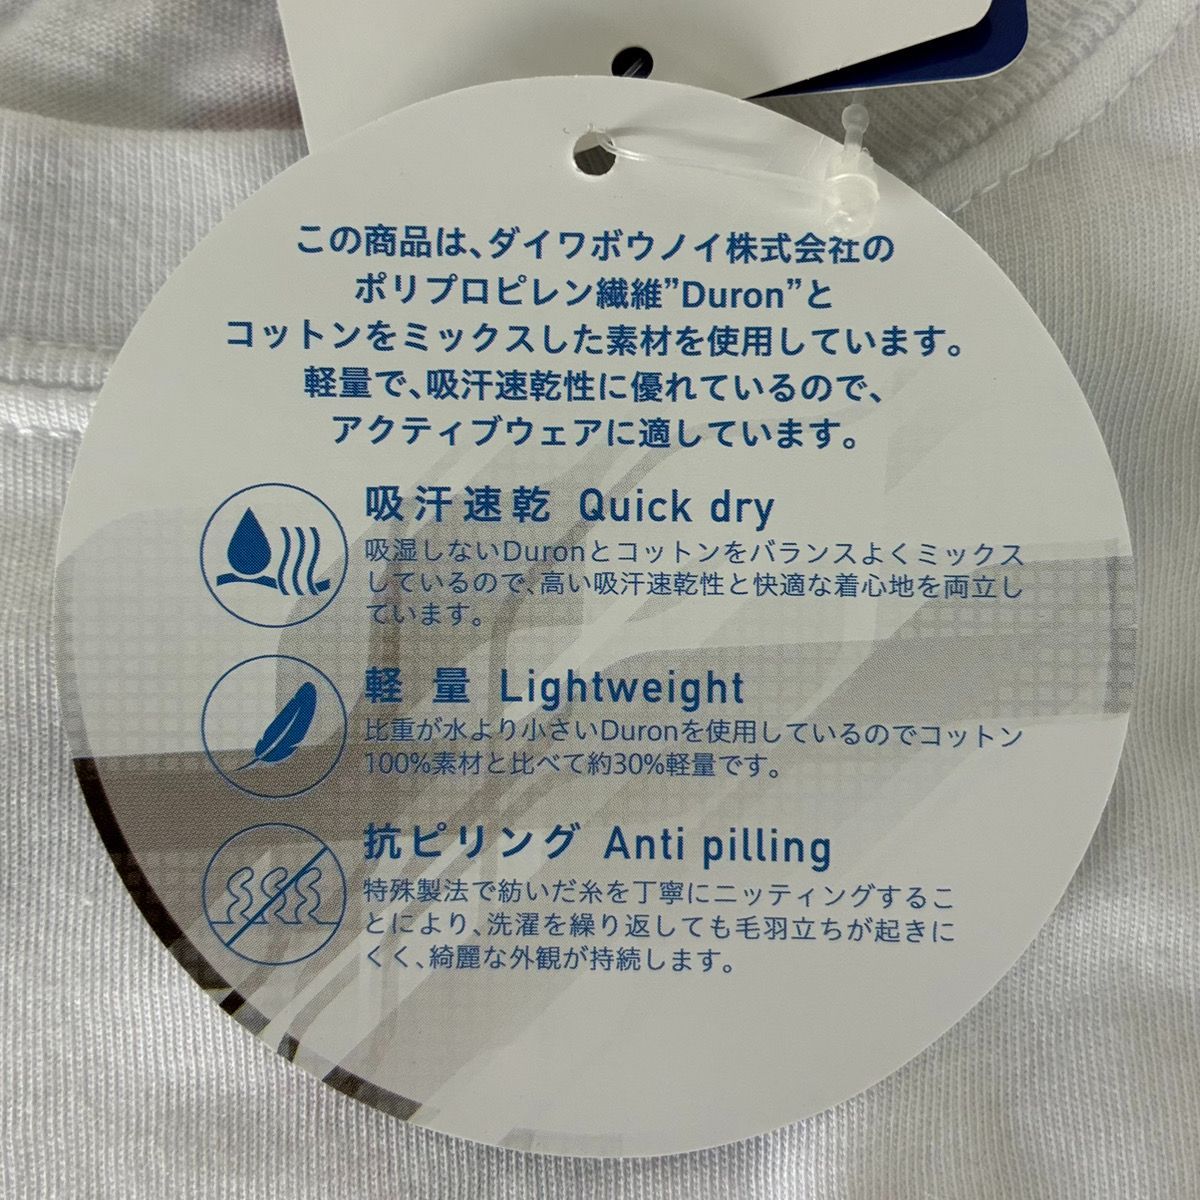 この商品は、ダイワボウノイ株式会社の
ポリプロピレン繊維”Duron”と
コットンをミックスした素材を使用しています。
軽量で、吸汗速乾性に優れているので、
アクティブウェアに適しています。
吸汗速乾 Quick dry
吸湿しないDuronとコットンをバランスよくミックス
しているので、高い吸汗速乾性と快適な着心地を両立し
ています。
軽量 Lightweight
比重が水より小さいDuronを使用しているのでコットン
100%素材と比べて約30%軽量です。
抗ピリング Anti pilling
特殊製法で紡いだ糸を丁寧にニッティングするこ
とにより、洗濯を繰り返しても毛羽立ちが起きに
くく、綺麗な外観が持続します。